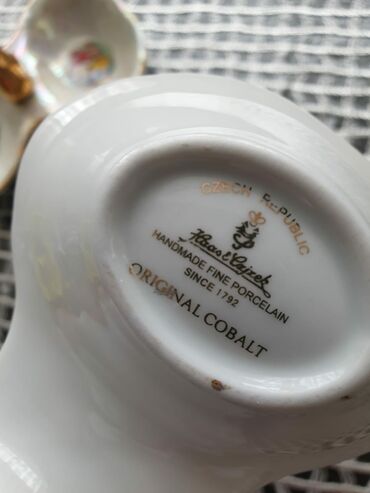 CZECH REPUBLIC
Haas & Czjzek
HANDMADE FINE PORCELAIN
SINCE 1792
ORIGINAL COBALT